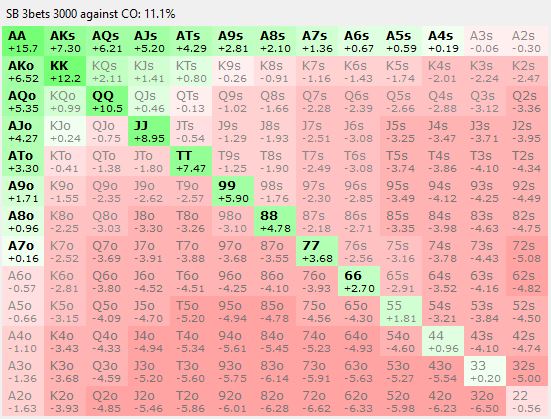 SB 3bets 3000 against CO: 11.1%
AA AKs AQs AJs ATs A9s A8s A7s A6s A5s A4s A3s A2s
+15.7 +7.30 +6.21 +5.20 +4.29 +2.81 +2.10 +1.36 +0.67 +0.59 +0.19 -0.06 -0.30
AKo KK KQs KJs KTs K9s K8s K7s K6s K5s K4s K3s K2s
+6.52 +12.2 +2.11 +1.41 +0.80 -0.26 -0.91 -1.16 -1.43 -1.74 -2.01 -2.24 -2.47
AQo KQo QQ QJs QTs Q9s Q8s Q7s Q6s Q5s Q4s Q3s Q2s
+5.35 +0.99 +10.5 +0.46 -0.13 -1.02 -1.66 -2.28 -2.39 -2.66 -2.88 -3.12 -3.36
AJo KJo QJo JJ JTs J9s J8s J7s J6s J5s J4s J3s J2s
+4.27 +0.24 -0.75 +8.95 -0.54 -1.29 -1.93 -2.51 -3.08 -3.25 -3.47 -3.71 -3.95
ATo KTo QTo JTo TT T9s T8s T7s T6s T5s T4s T3s T2s
+3.30 -0.41 -1.38 -1.80 +7.47 -1.25 -1.90 -2.49 -3.08 -3.74 -3.86 -4.10 -4.34
A9o K9o Q9o J9o T9o 99 98s 97s 96s 95s 94s 93s 92s
+1.71 -1.55 -2.35 -2.62 -2.57 +5.90 -1.76 -2.30 -2.85 -3.49 -4.12 -4.25 -4.49
A8o K8o Q8o J8o T8o 98o 88 87s 86s 85s 84s 83s 82s
+0.96 -2.25 -3.03 -3.30 -3.26 -3.10 +4.78 -2.18 -2.71 -3.35 -3.98 -4.63 -4.75
A7o K7o Q7o J7o T7o 97o 87o 77 76s 75s 74s 73s 72s
+0.16 -2.52 -3.69 -3.91 -3.88 -3.68 -3.55 +3.68 -2.56 -3.16 -3.78 -4.43 -5.08
A6o K6o Q6o J6o T6o 96o 86o 76o 66 65s 64s 63s 62s
-0.57 -2.81 -3.80 -4.52 -4.51 -4.25 -4.10 -3.93 +2.70 -2.91 -3.52 -4.16 -4.82
A5o K5o Q5o J5o T5o 95o 85o 75o 65o 55 54s 53s 52s
-0.66 -3.15 -4.09 -4.70 -5.20 -4.94 -4.78 -4.56 -4.30 +1.81 -3.21 -3.84 -4.50
A4o K4o Q4o J4o T4o 94o 84o 74o 64o 54o 44 43s 42s
-1.10 -3.43 -4.33 -4.94 -5.34 -5.61 -5.45 -5.23 -4.93 -4.60 +0.96 -4.10 -4.74
A3o K3o Q3o J3o T3o 93o 83o 73o 63o 53o 43o 33 32s
-1.36 -3.68 -4.59 -5.20 -5.60 -5.75 -6.14 -5.91 -5.63 -5.27 -5.54 +0.20 -5.00
A2o K2o Q2o J2o T2o 92o 82o 72o 62o 52o 42o 32o 22
-1.62 -3.93 -4.85 -5.46 -5.86 -6.01 -6.28 -6.62 -6.33 -5.98 -6.23 -6.50 -0.56